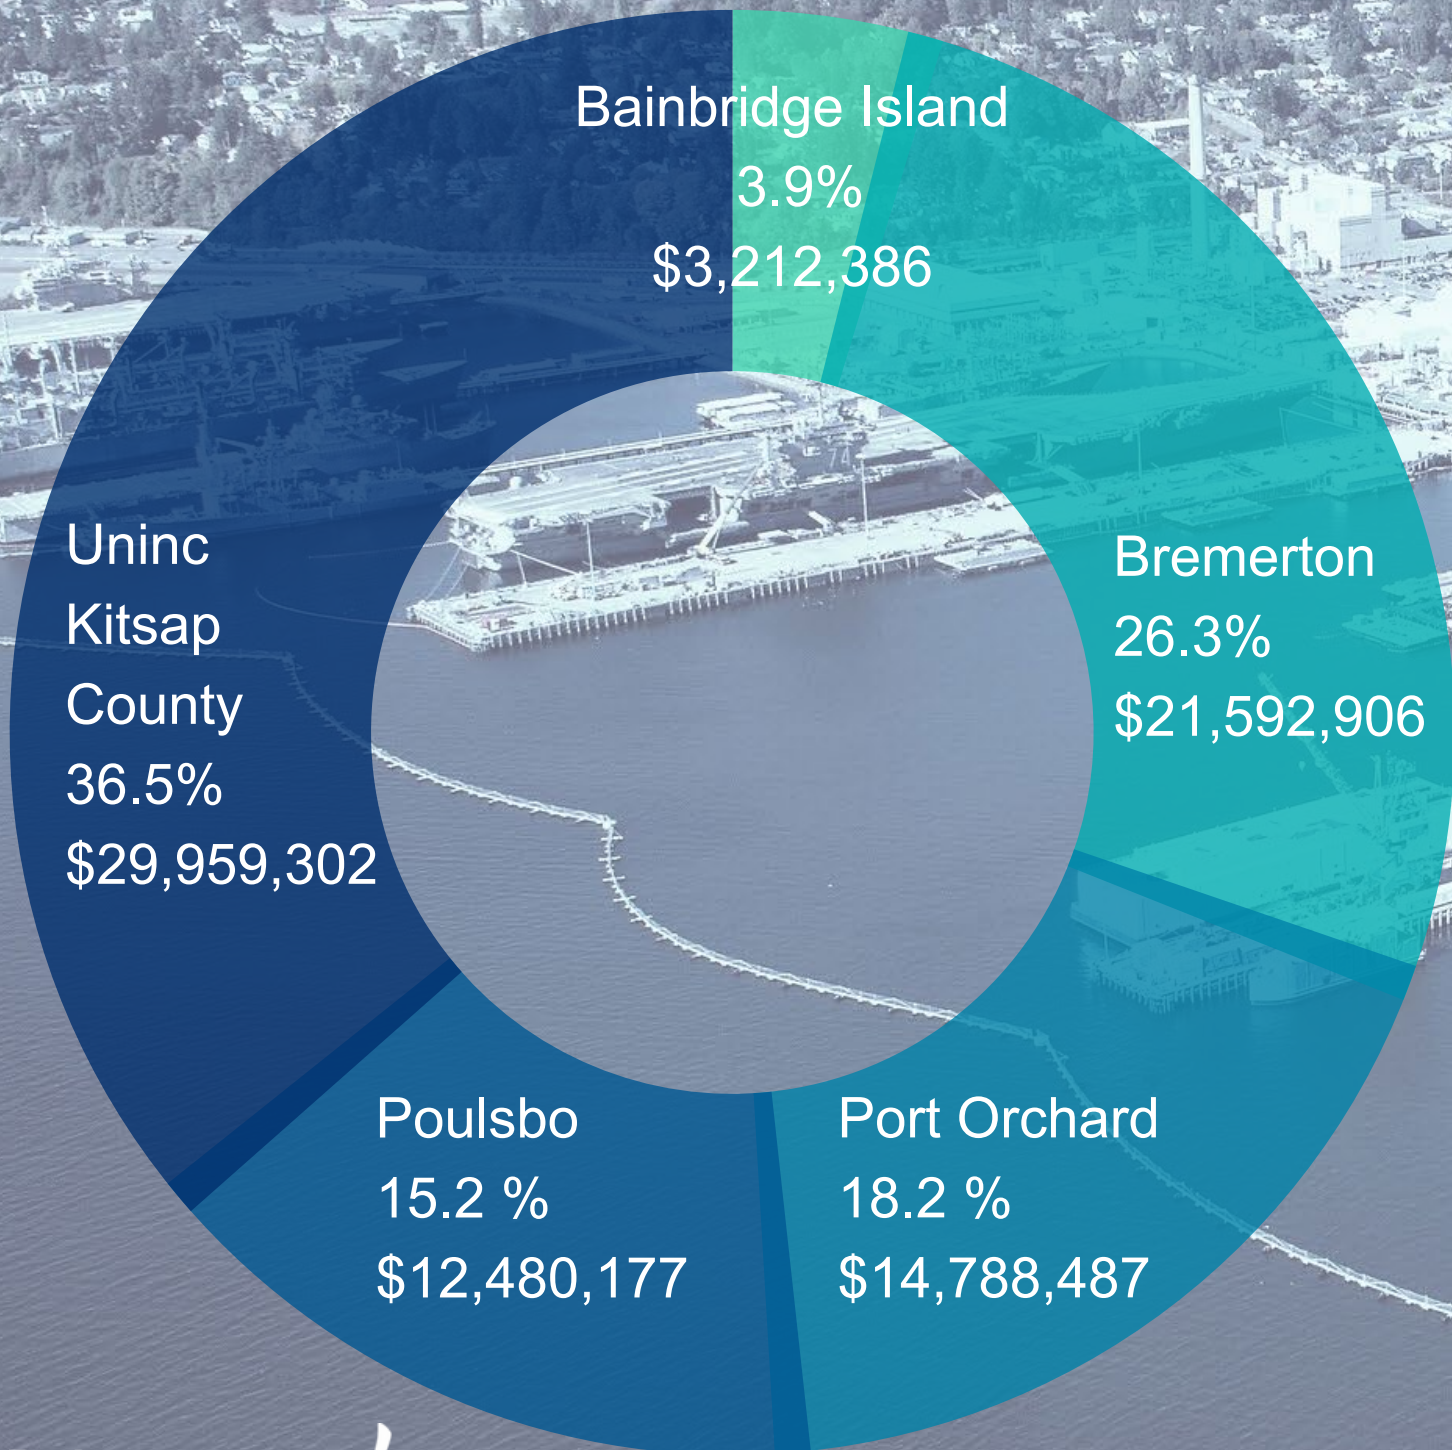 Bainbridge Island
3.9%
$3,212,386
Bremerton
26.3%
$21,592,906
Port Orchard
18.2 %
$14,788,487
Poulsbo
15.2 %
$12,480,177
Uninc
Kitsap
County
36.5%
$29,959,302
74